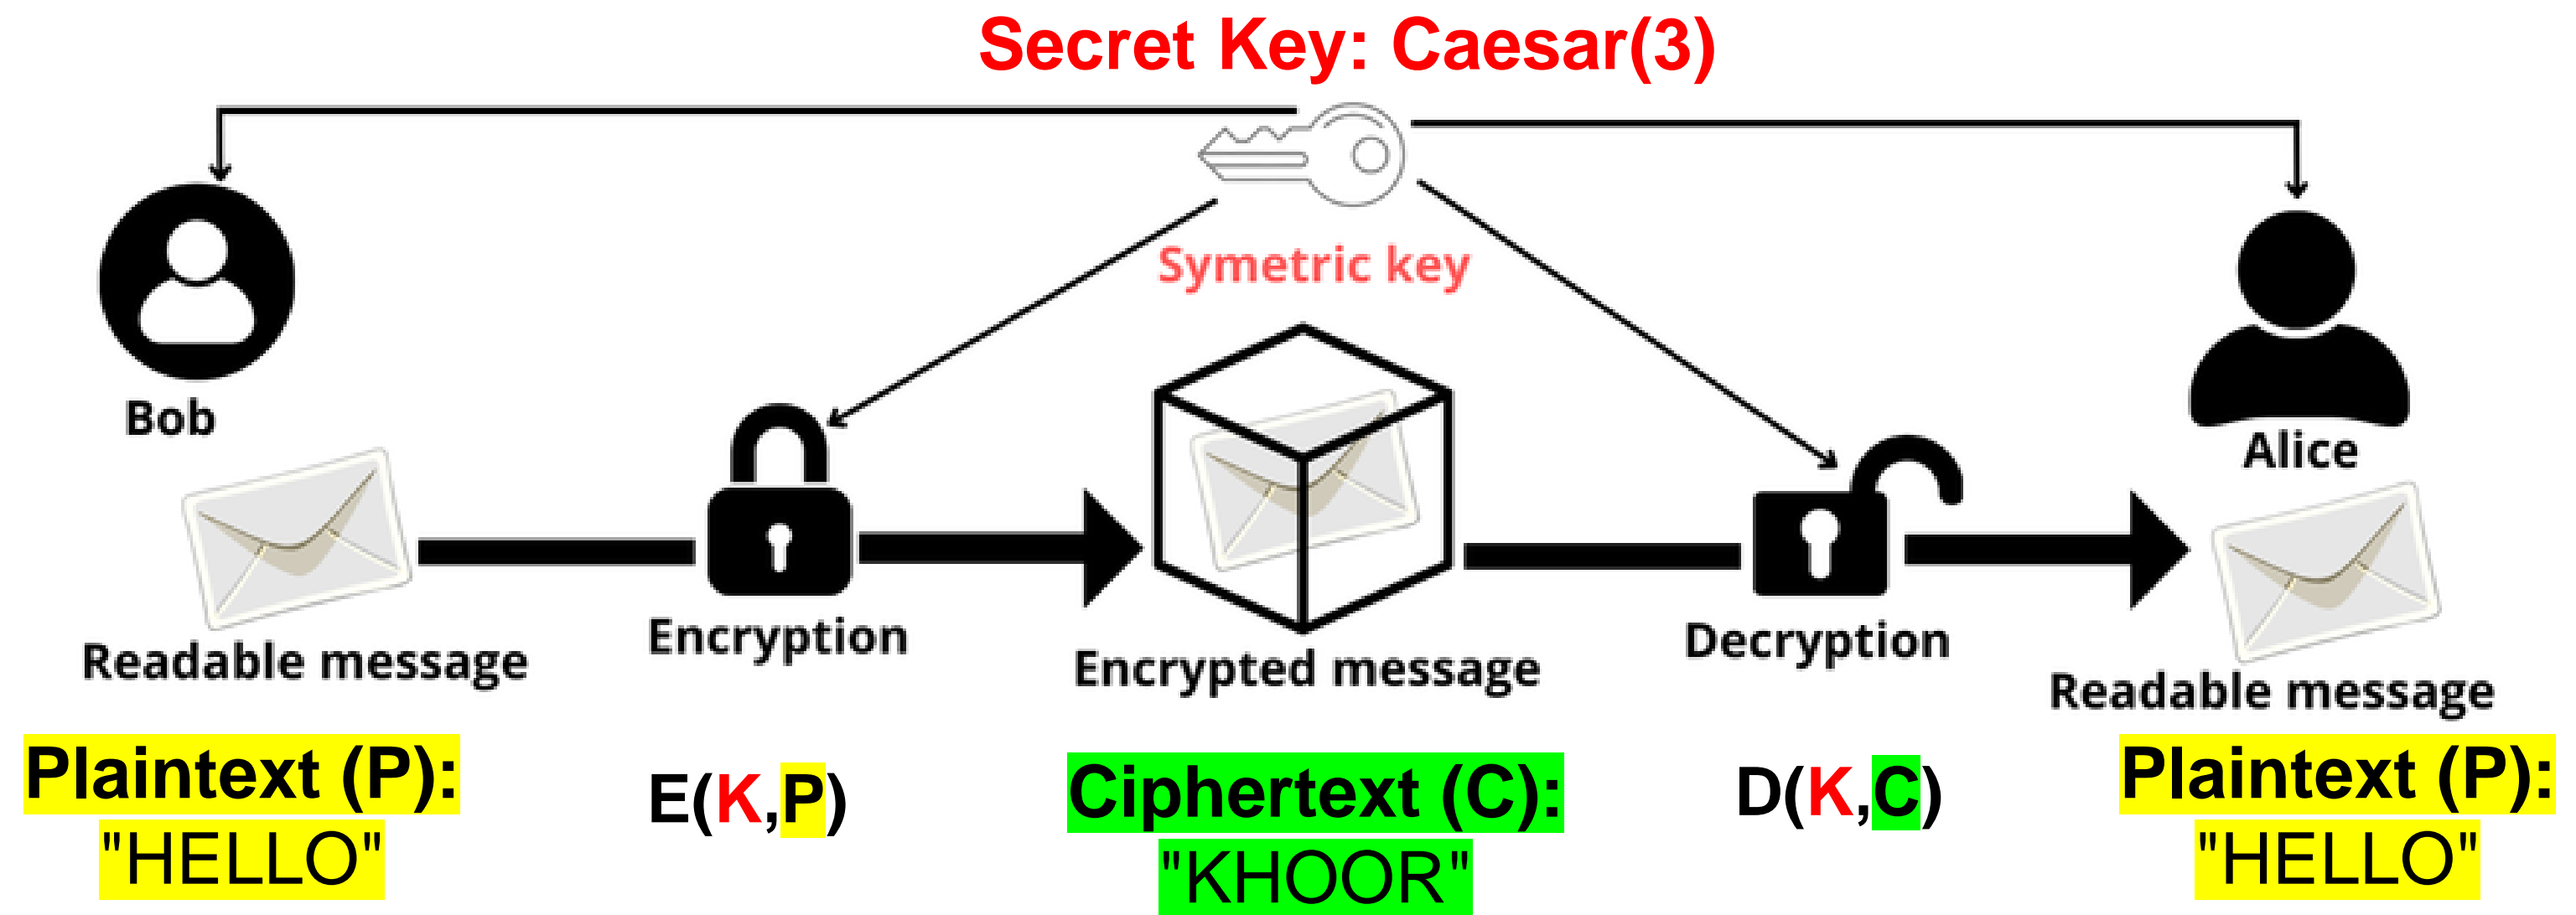 Secret Key: Caesar(3)
Symetric key
Bob
Alice
Readable message
Encryption
Encrypted message
Decryption
Readable message
Plaintext (P):
"HELLO"
E(K,P)
Ciphertext (C):
"KHOOR"
D(K,C)
Plaintext (P):
"HELLO"